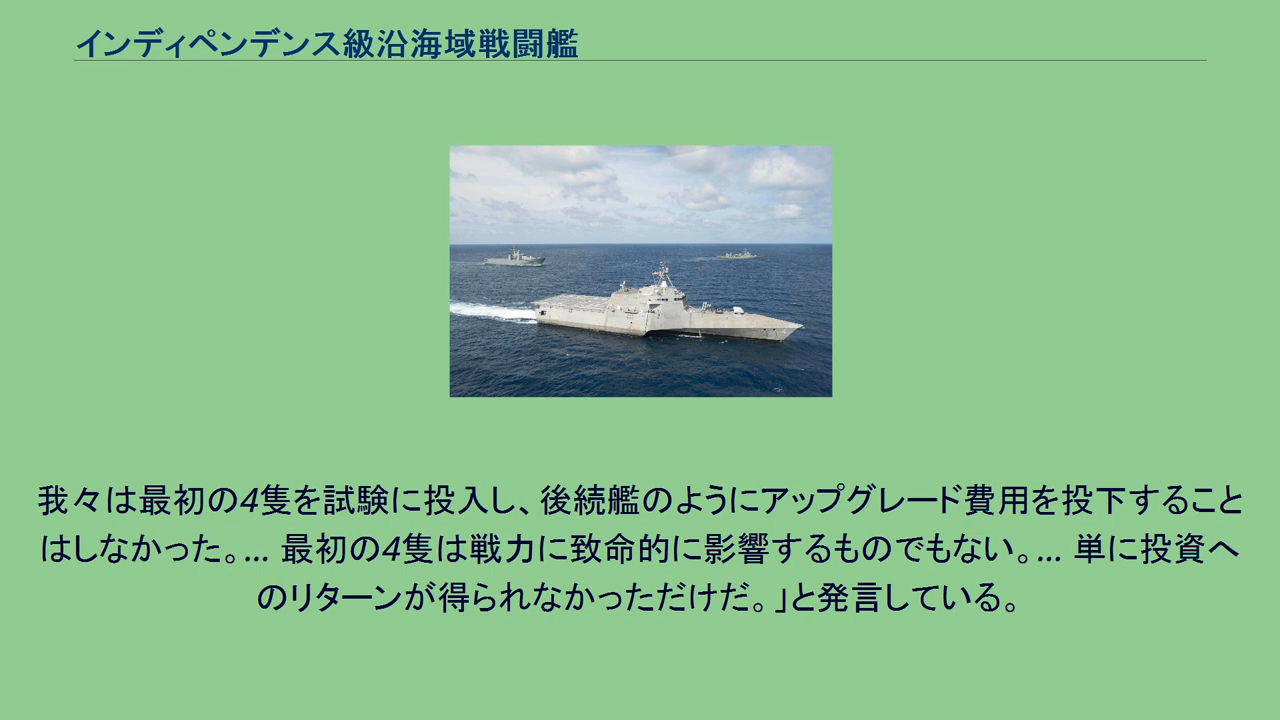 インディペンデンス級沿海域戦闘艦
我々は最初の4隻を試験に投入し、後続艦のようにアップグレード費用を投下すること
はしなかった。... 最初の4隻は戦力に致命的に影響するものでもない。... 単に投資へ
のリターンが得られなかっただけだ。」と発言している。